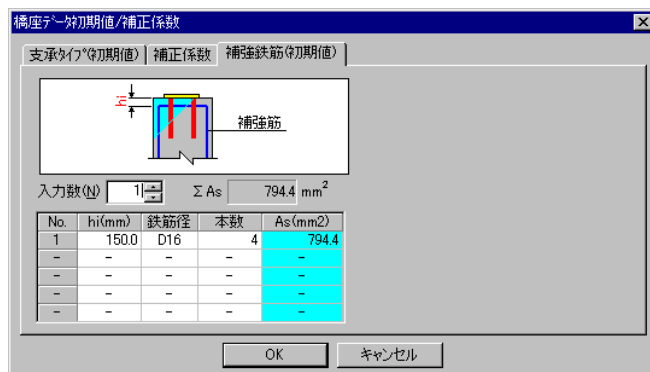 橋座データ(初期値/補正係数
支承タイプ(初期値) 補正係数 補強鉄筋(初期値)
hi
補強筋
入力数(N) 1 Σ As 794.4 mm2
No. hi(mm) 鉄筋径 本数 As(mm2)
1 150.0 D16 4 794.4
- - - - -
- - - - -
- - - - -
- - - - -
OK キャンセル